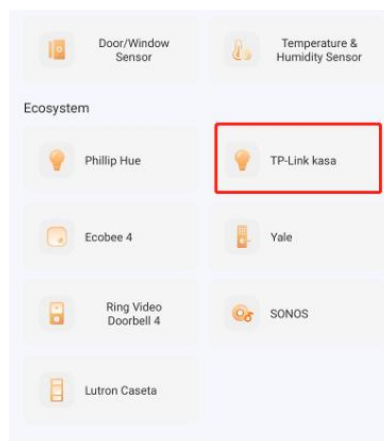 Door/Window
Sensor
Temperature &
Humidity Sensor
Ecosystem
Phillip Hue
TP-Link kasa
Ecobee 4
Yale
Ring Video
Doorbell 4
SONOS
Lutron Caseta